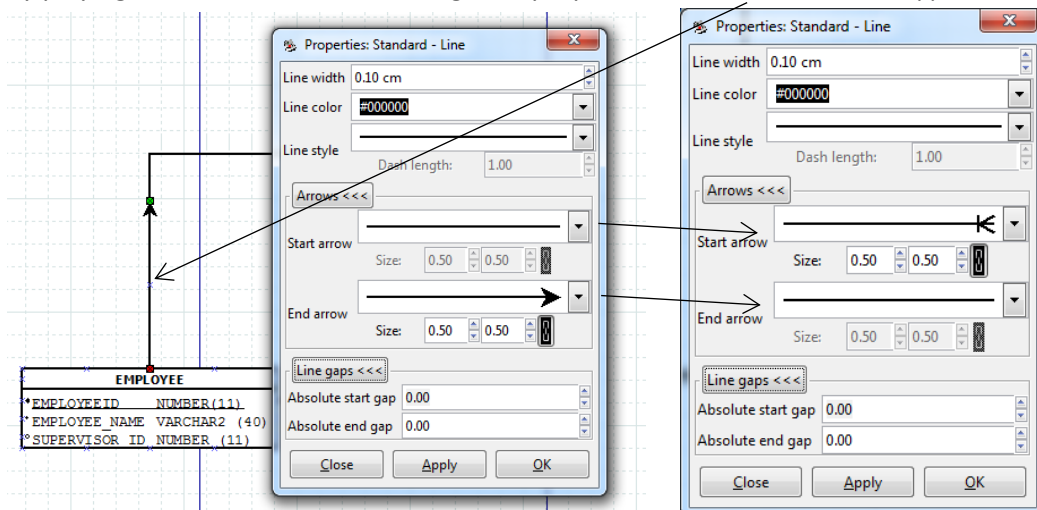 Properties: Standard - Line
Line width 0.10 cm
Line color #000000
Line style
Dash length: 1.00
Arrows <<<
Start arrow
Size: 0.50 0.50
End arrow
Size: 0.50 0.50
Line gaps <<<
Absolute start gap 0.00
Absolute end gap 0.00
Close Apply OK
EMPLOYEE
*EMPLOYEEID NUMBER(11)
*EMPLOYEE_NAME VARCHAR2 (40)
°SUPERVISOR ID NUMBER (11)
Properties: Standard - Line
Line width 0.10 cm
Line color #000000
Line style
Dash length: 1.00
Arrows <<<
Start arrow
Size: 0.50 0.50
End arrow
Size: 0.50 0.50
Line gaps <<<
Absolute start gap 0.00
Absolute end gap 0.00
Close Apply OK